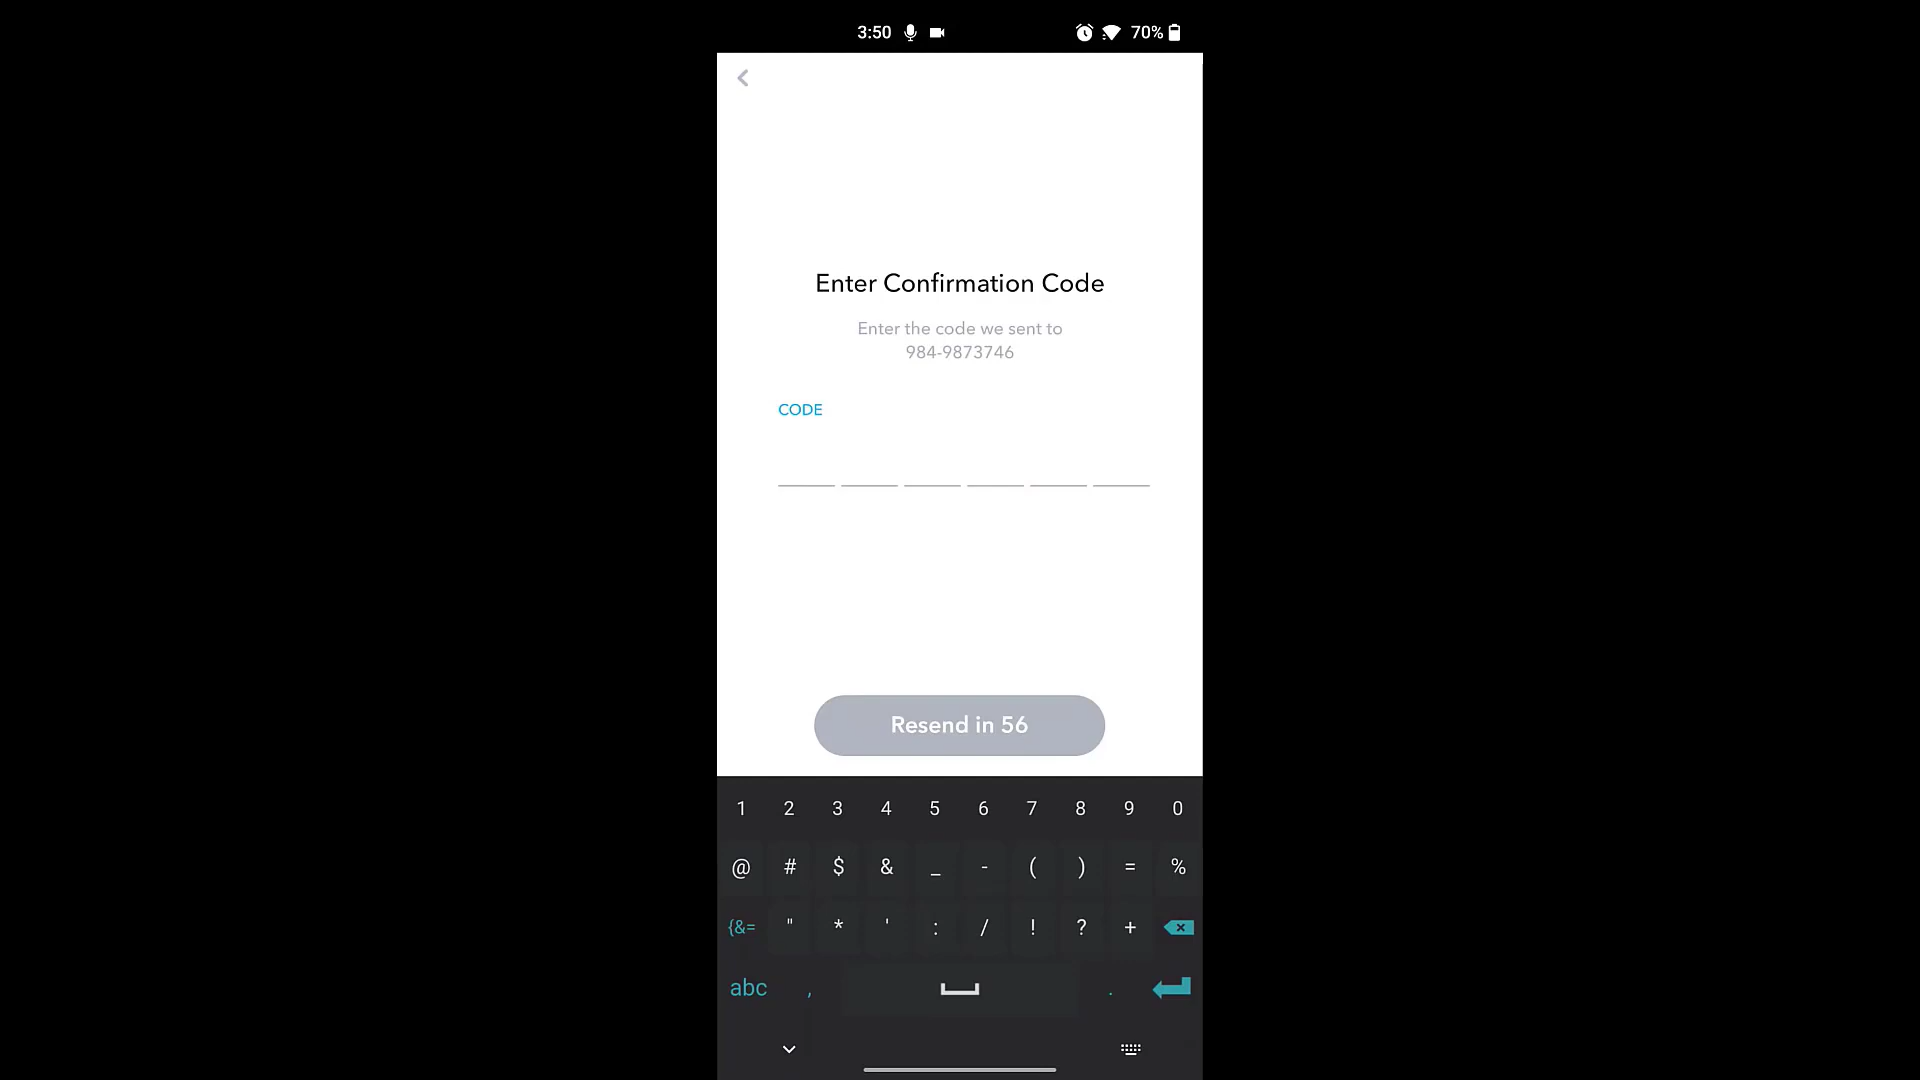 3:50 70%
Enter Confirmation Code
Enter the code we sent to
984-9873746
CODE
Resend in 56
1 2 3 4 5 6 7 8 9 0
@ # $ & _ - ( ) = %
{&= " * ' : / ! ? +
abc , .